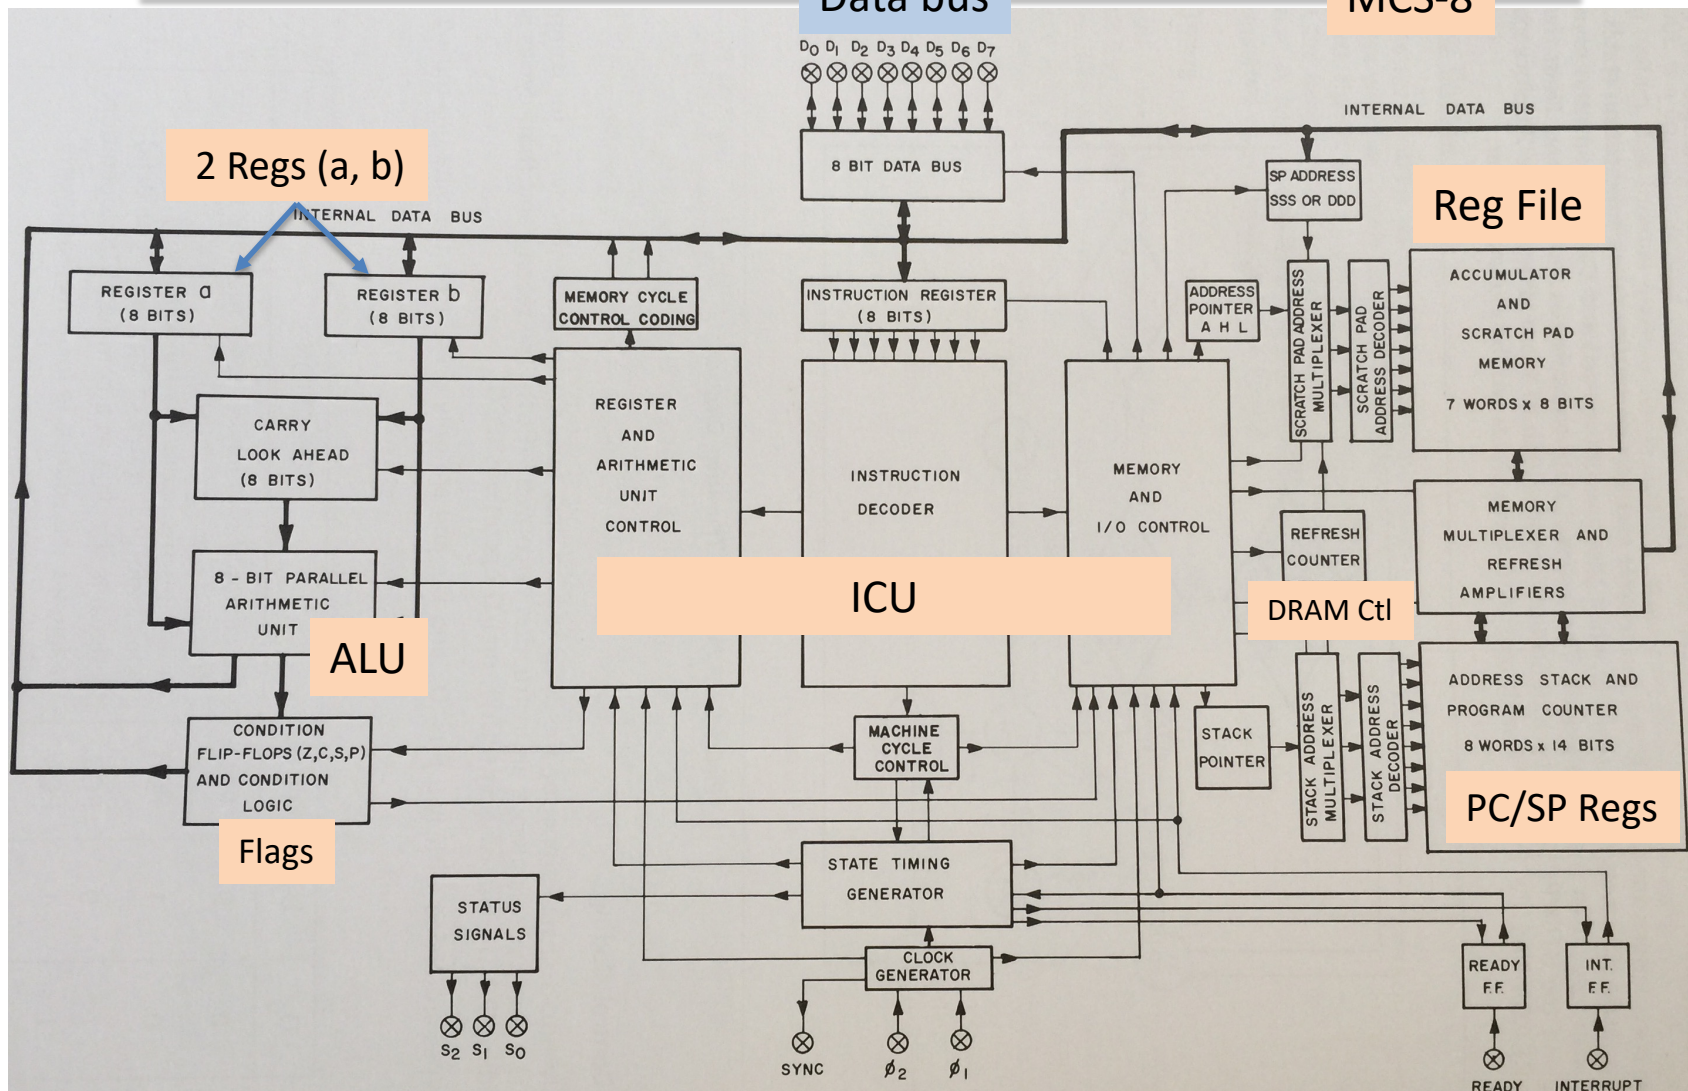 Data bus
MCS-8
D0 D1 D2 D3 D4 D5 D6 D7
INTERNAL DATA BUS
2 Regs (a, b)
8 BIT DATA BUS
SP ADDRESS
SSS OR DDD
Reg File
INTERNAL DATA BUS
REGISTER a
(8 BITS)
REGISTER b
(8 BITS)
MEMORY CYCLE
CONTROL CODING
INSTRUCTION REGISTER
(8 BITS)
ADDRESS
POINTER
A H L
SCRATCH PAD ADDRESS
MULTIPLEXER
SCRATCH PAD
ADDRESS DECODER
ACCUMULATOR
AND
SCRATCH PAD
MEMORY
7 WORDS x 8 BITS
CARRY
LOOK AHEAD
(8 BITS)
REGISTER
AND
ARITHMETIC
UNIT
CONTROL
INSTRUCTION
DECODER
MEMORY
AND
I/O CONTROL
REFRESH
COUNTER
MEMORY
MULTIPLEXER AND
REFRESH
AMPLIFIERS
8 - BIT PARALLEL
ARITHMETIC
UNIT
ICU
DRAM Ctl
ALU
CONDITION
FLIP-FLOPS (Z,C,S,P)
AND CONDITION
LOGIC
Flags
MACHINE
CYCLE
CONTROL
STACK
POINTER
STACK ADDRESS
MULTIPLEXER
STACK ADDRESS
DECODER
ADDRESS STACK AND
PROGRAM COUNTER
8 WORDS x 14 BITS
PC/SP Regs
STATE TIMING
GENERATOR
STATUS
SIGNALS
CLOCK
GENERATOR
READY
F.F.
INT.
F.F.
S2 S1 S0
SYNC
ø2
ø1
READY
INTERRUPT